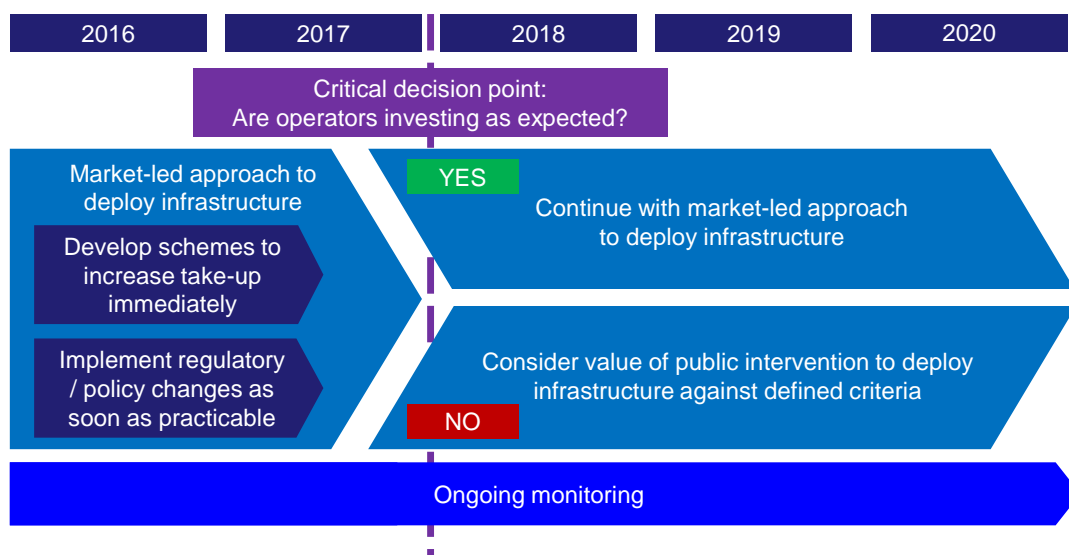 2016
2017
2018
2019
2020
Critical decision point:
Are operators investing as expected?
Market-led approach to
deploy infrastructure
Develop schemes to
increase take-up
immediately
Implement regulatory
/ policy changes as
soon as practicable
YES
Continue with market-led approach
to deploy infrastructure
Consider value of public intervention to deploy
infrastructure against defined criteria
NO
Ongoing monitoring